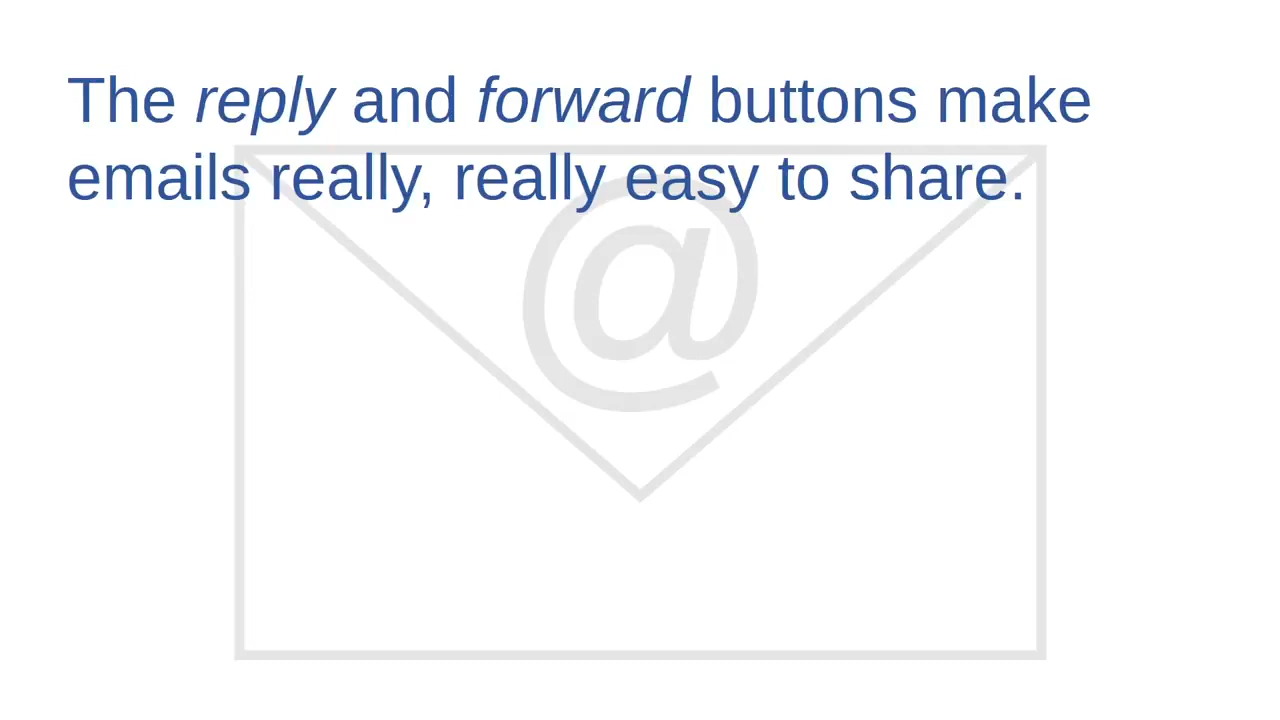 The reply and forward buttons make
emails really, really easy to share.
@